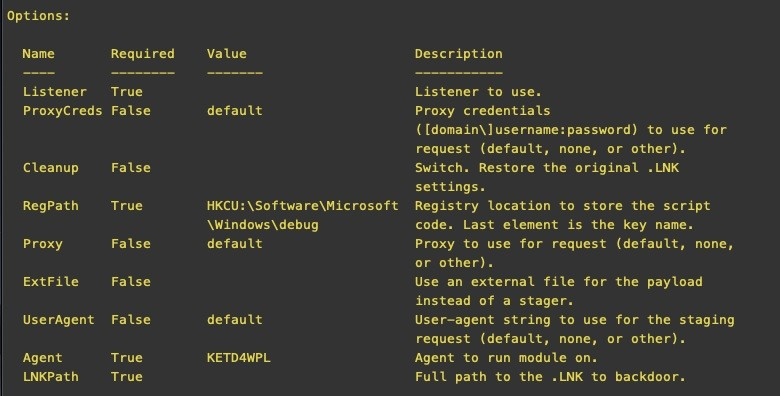 Options:
Name Required Value Description
---- -------- ------- -----------
Listener True Listener to use.
ProxyCreds False default Proxy credentials
([domain\]username:password) to use for
request (default, none, or other).
Cleanup False Switch. Restore the original .LNK
settings.
RegPath True HKCU:\Software\Microsoft Registry location to store the script
\Windows\debug code. Last element is the key name.
Proxy False default Proxy to use for request (default, none,
or other).
ExtFile False Use an external file for the payload
instead of a stager.
UserAgent False default User-agent string to use for the staging
request (default, none, or other).
Agent True KETD4WPL Agent to run module on.
LNKPath True Full path to the .LNK to backdoor.